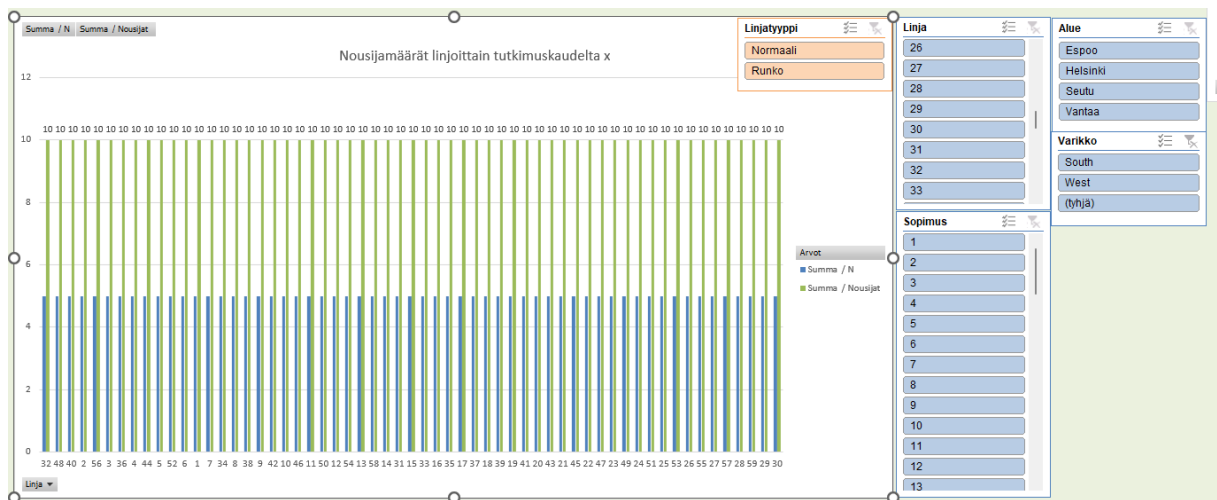 Summa / N Summa / Nousijat
Nousijamäärät linjoittain tutkimuskaudelta x
12
10
8
6
4
2
0
10 10 10 10 10 10 10 10 10 10 10 10 10 10 10 10 10 10 10 10 10 10 10 10 10 10 10 10 10 10 10 10 10 10 10 10 10 10 10 10 10 10 10 10 10 10 10 10 10 10 10 10 10 10 10 10 10 10 10
32 48 40 2 56 3 36 4 44 5 52 6 1 7 34 8 38 9 42 10 46 11 50 12 54 13 58 14 31 15 33 16 35 17 37 18 39 19 41 20 43 21 45 22 47 23 49 24 51 25 53 26 55 27 57 28 59 29 30
Linja
Arvot
Summa / N
Summa / Nousijat
Linjatyyppi
Normaali
Runko
Linja
26
27
28
29
30
31
32
33
Sopimus
1
2
3
4
5
6
7
8
9
10
11
12
13
Alue
Espoo
Helsinki
Seutu
Vantaa
Varikko
South
West
(tyhjä)